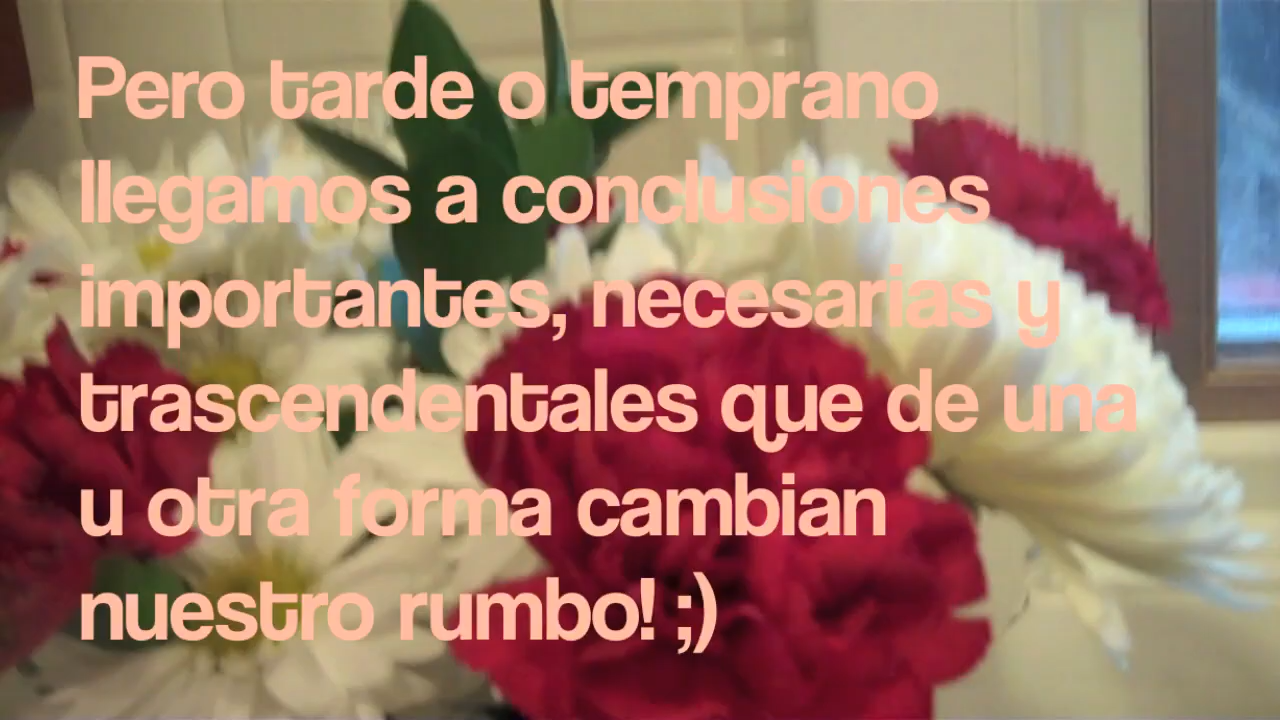 Pero tarde o temprano
llegamos a conclusiones
importantes, necesarias y
trascendentales que de una
u otra forma cambian
nuestro rumbo! ;)